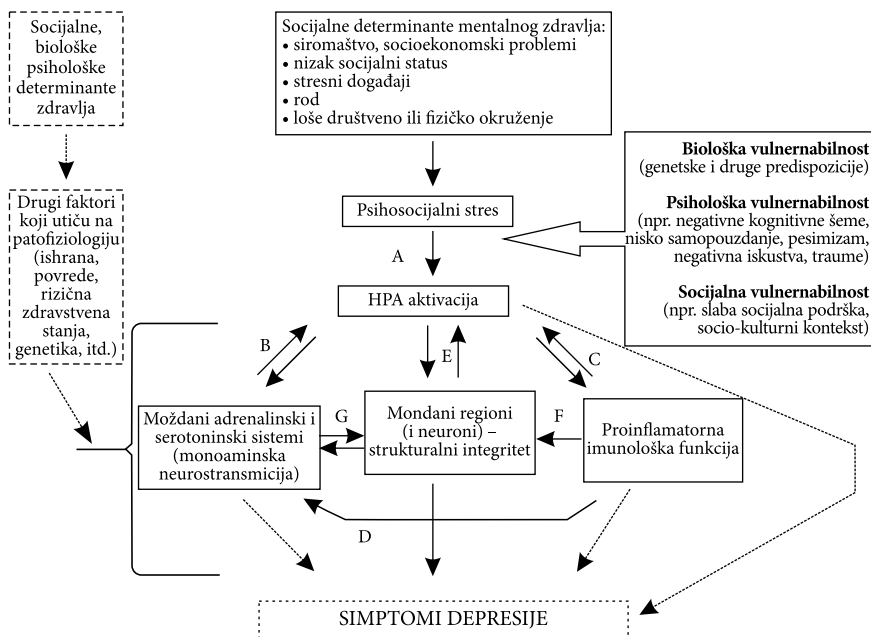 Socijalne,
biološke
psihološke
determinante
zdravlja
Socijalne determinante mentalnog zdravlja:
• siromaštvo, socioekonomski problemi
• nizak socijalni status
• stresni događaji
• rod
• loše društveno ili fizičko okruženje
Biološka vulnernabilnost
(genetske i druge predispozicije)
Psihološka vulnernabilnost
(npr. negativne kognitivne šeme,
nisko samopouzdanje, pesimizam,
negativna iskustva, traume)
Socijalna vulnernabilnost
(npr. slaba socijalna podrška,
socio-kulturni kontekst)
Drugi faktori
koji utiču na
patofiziologiju
(ishrana,
povrede,
rizična
zdravstvena
stanja,
genetika, itd.)
Psihosocijalni stres
A
HPA aktivacija
B
E
C
Moždani adrenalinski i
serotoninski sistemi
(monoaminska
neurostransmicija)
G
Mondani regioni
(i neuroni) –
strukturalni integritet
F
Proinflamatorna
imunološka funkcija
D
SIMPTOMI DEPRESIJE